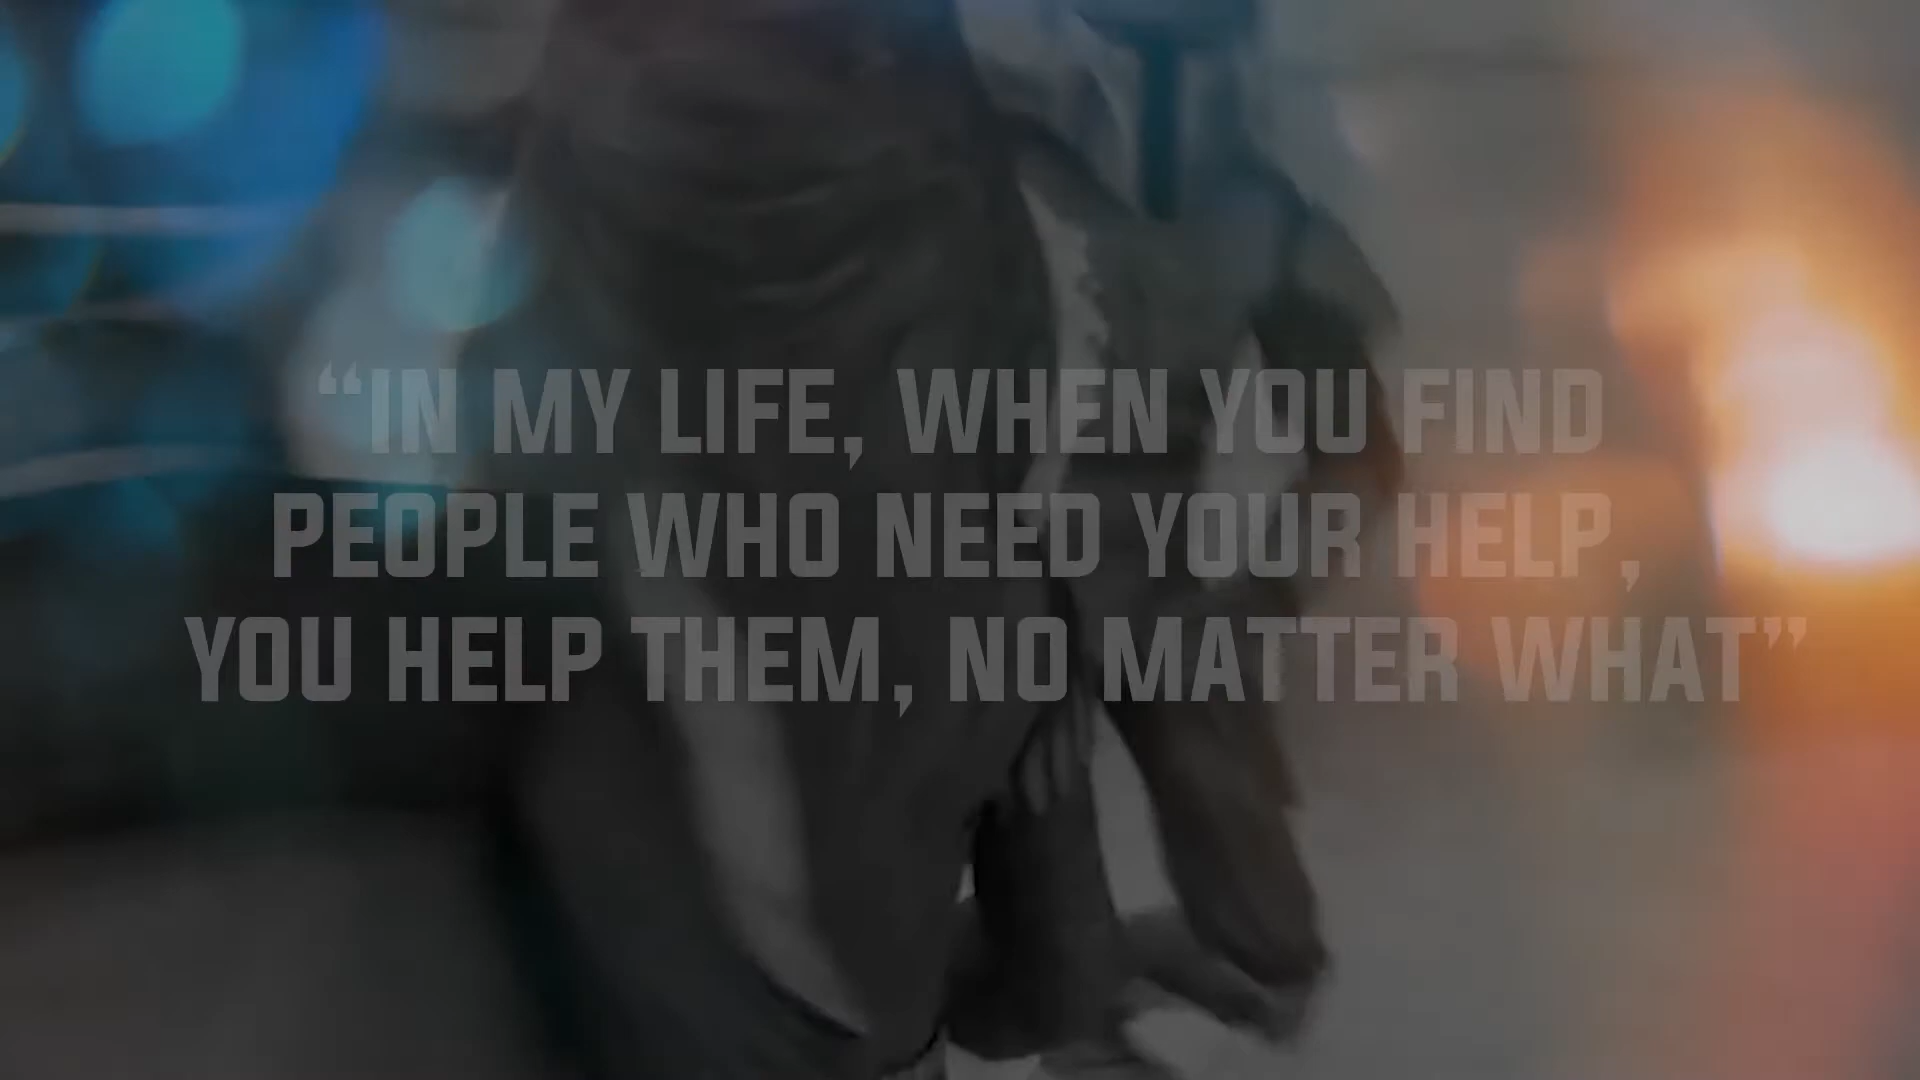 “IN MY LIFE, WHEN YOU FIND
PEOPLE WHO NEED YOUR HELP,
YOU HELP THEM, NO MATTER WHAT”